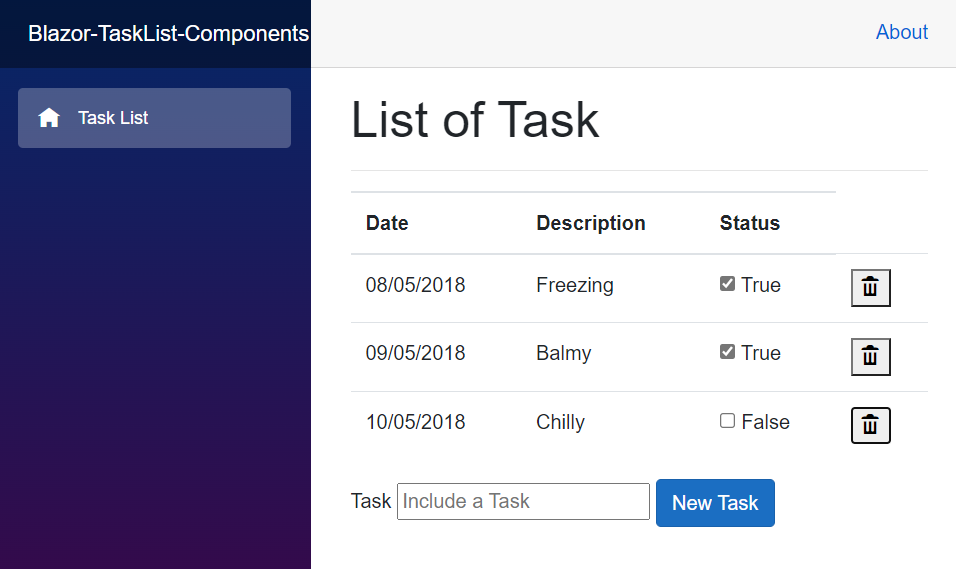 Blazor-TaskList-Components
About
Task List
List of Task
Date Description Status
08/05/2018 Freezing True
09/05/2018 Balmy True
10/05/2018 Chilly False
Task Include a Task New Task